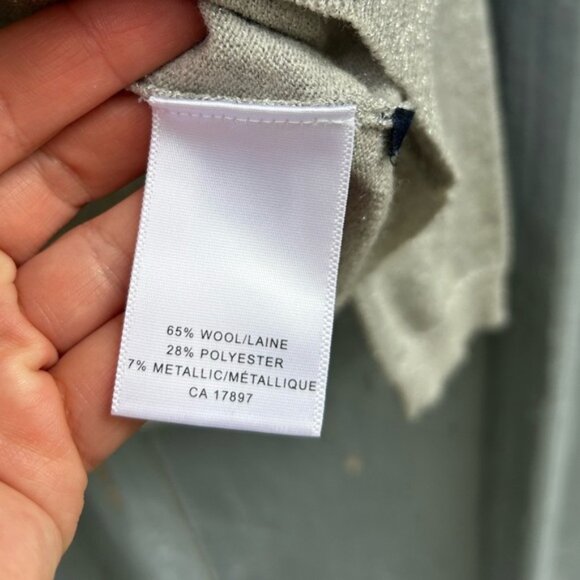 65% WOOL/LAINE
28% POLYESTER
7% METALLIC/MÉTALLIQUE
CA 17897